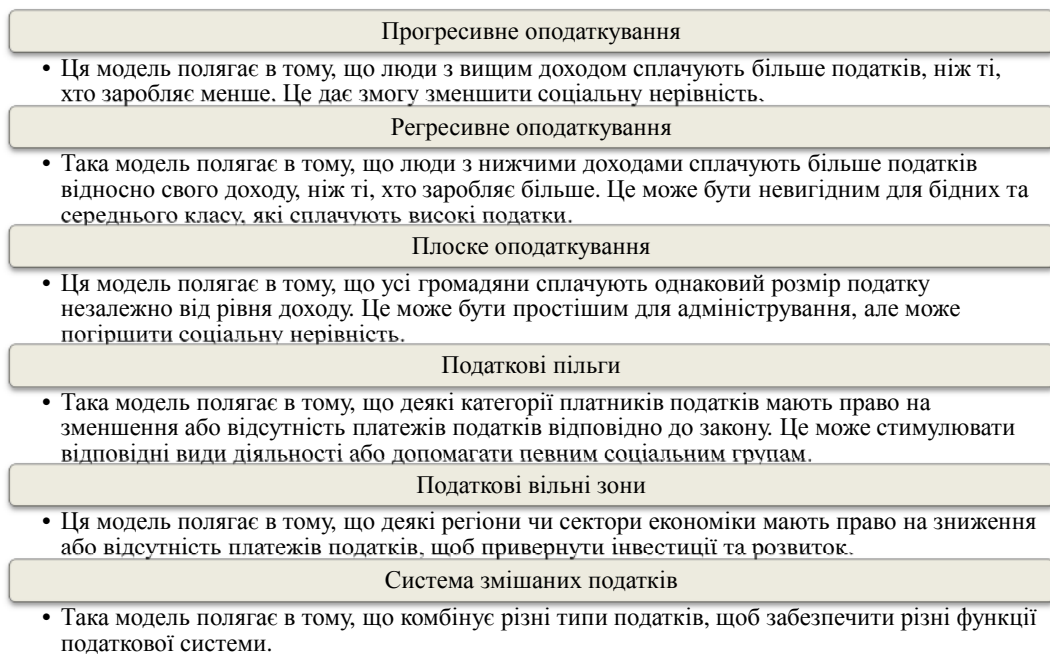 Прогресивне оподаткування
• Ця модель полягає в тому, що люди з вищим доходом сплачують більше податків, ніж ті,
хто заробляє менше. Це дає змогу зменшити соціальну нерівність.
Регресивне оподаткування
• Така модель полягає в тому, що люди з нижчими доходами сплачують більше податків
відносно свого доходу, ніж ті, хто заробляє більше. Це може бути невигідним для бідних та
середнього класу, які сплачують високі податки.
Плоске оподаткування
• Ця модель полягає в тому, що усі громадяни сплачують однаковий розмір податку
незалежно від рівня доходу. Це може бути простішим для адміністрування, але може
погіршити соціальну нерівність.
Податкові пільги
• Така модель полягає в тому, що деякі категорії платників податків мають право на
зменшення або відсутність платежів податків відповідно до закону. Це може стимулювати
відповідні види діяльності або допомагати певним соціальним групам.
Податкові вільні зони
• Ця модель полягає в тому, що деякі регіони чи сектори економіки мають право на зниження
або відсутність платежів податків, щоб привернути інвестиції та розвиток.
Система змішаних податків
• Така модель полягає в тому, що комбінує різні типи податків, щоб забезпечити різні функції
податкової системи.